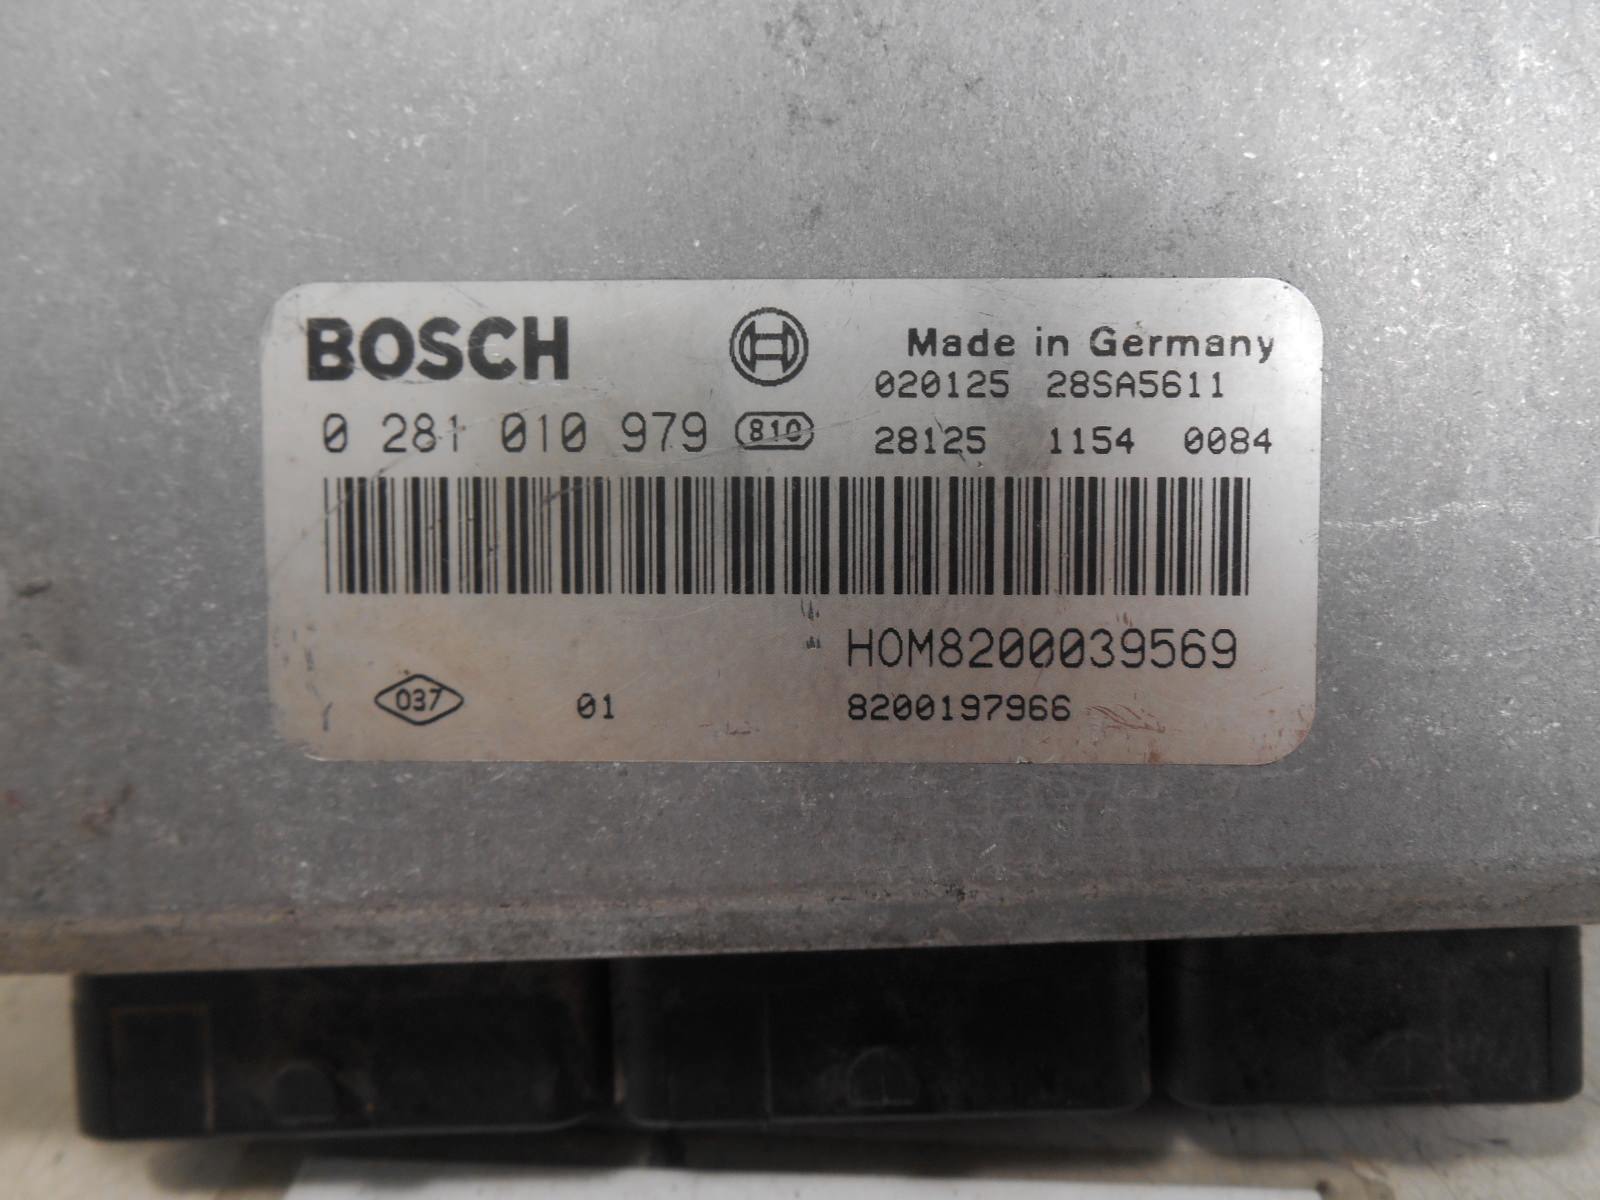 BOSCH
Made in Germany
020125 28SA5611
0 281 010 979 810
28125 1154 0084
HOM8200039569
037 01 8200197966